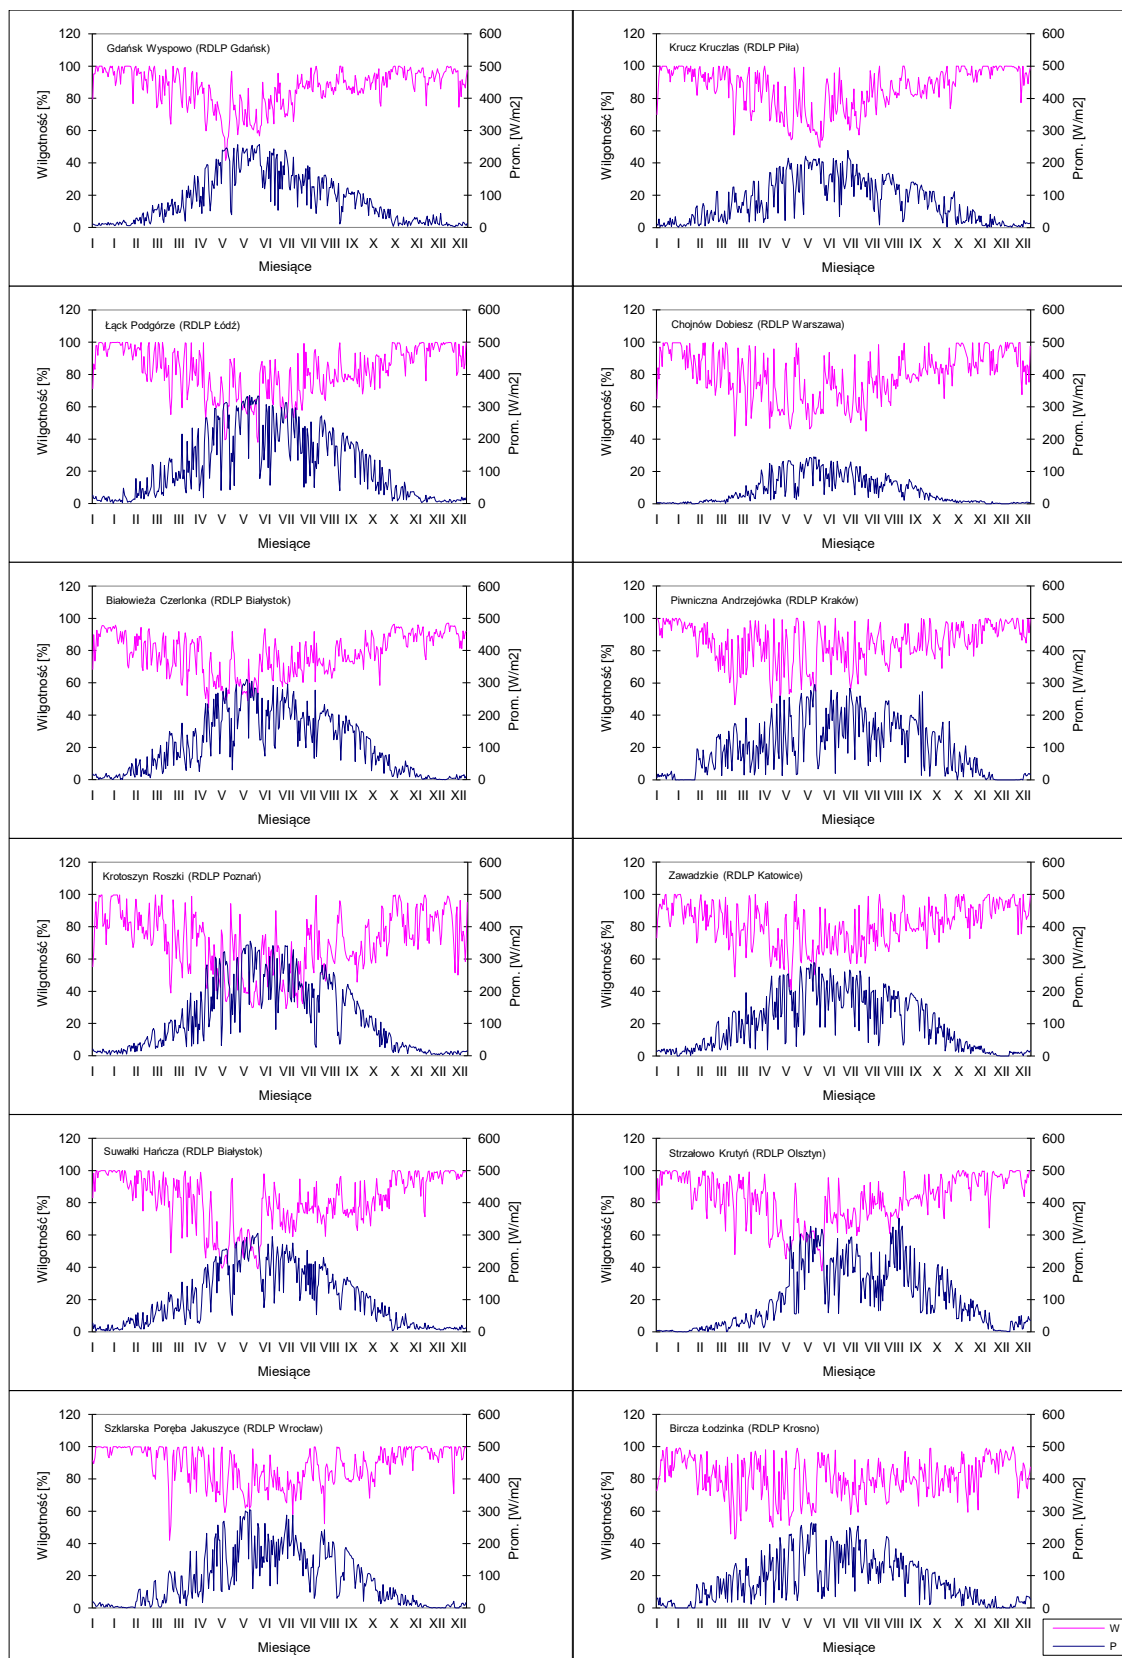 Gdańsk Wyspowo (RDLP Gdańsk)
Wilgotność [%]
120
100
80
60
40
20
0
Prom. [W/m2]
600
500
400
300
200
100
0
I I II III III IV V V VI VII VII VIII IX X X XI XII XII
Miesiące
Krucz Kruczlas (RDLP Piła)
Wilgotność [%]
120
100
80
60
40
20
0
Prom. [W/m2]
600
500
400
300
200
100
0
I I II III III IV V V VI VII VII VIII IX X X XI XII XII
Miesiące
Łąck Podgórze (RDLP Łódź)
Wilgotność [%]
120
100
80
60
40
20
0
Prom. [W/m2]
600
500
400
300
200
100
0
I I II III III IV V V VI VII VII VIII IX X X XI XII XII
Miesiące
Chojnów Dobiesz (RDLP Warszawa)
Wilgotność [%]
120
100
80
60
40
20
0
Prom. [W/m2]
600
500
400
300
200
100
0
I I II III III IV V V VI VII VII VIII IX X X XI XII XII
Miesiące
Białowieża Czerlonka (RDLP Białystok)
Wilgotność [%]
120
100
80
60
40
20
0
Prom. [W/m2]
600
500
400
300
200
100
0
I I II III III IV V V VI VII VII VIII IX X X XI XII XII
Miesiące
Piwniczna Andrzejówka (RDLP Kraków)
Wilgotność [%]
120
100
80
60
40
20
0
Prom. [W/m2]
600
500
400
300
200
100
0
I I II III III IV V V VI VII VII VIII IX X X XI XII XII
Miesiące
Krotoszyn Roszki (RDLP Poznań)
Wilgotność [%]
120
100
80
60
40
20
0
Prom. [W/m2]
600
500
400
300
200
100
0
I I II III III IV V V VI VII VII VIII IX X X XI XII XII
Miesiące
Zawadzkie (RDLP Katowice)
Wilgotność [%]
120
100
80
60
40
20
0
Prom. [W/m2]
600
500
400
300
200
100
0
I I II III III IV V V VI VII VII VIII IX X X XI XII XII
Miesiące
Suwałki Hańcza (RDLP Białystok)
Wilgotność [%]
120
100
80
60
40
20
0
Prom. [W/m2]
600
500
400
300
200
100
0
I I II III III IV V V VI VII VII VIII IX X X XI XII XII
Miesiące
Strzałowo Krutyń (RDLP Olsztyn)
Wilgotność [%]
120
100
80
60
40
20
0
Prom. [W/m2]
600
500
400
300
200
100
0
I I II III III IV V V VI VII VII VIII IX X X XI XII XII
Miesiące
Szklarska Poręba Jakuszyce (RDLP Wrocław)
Wilgotność [%]
120
100
80
60
40
20
0
Prom. [W/m2]
600
500
400
300
200
100
0
I I II III III IV V V VI VII VII VIII IX X X XI XII XII
Miesiące
Bircza Łodzinka (RDLP Krosno)
Wilgotność [%]
120
100
80
60
40
20
0
Prom. [W/m2]
600
500
400
300
200
100
0
I I II III III IV V V VI VII VII VIII IX X X XI XII XII
Miesiące
W
P